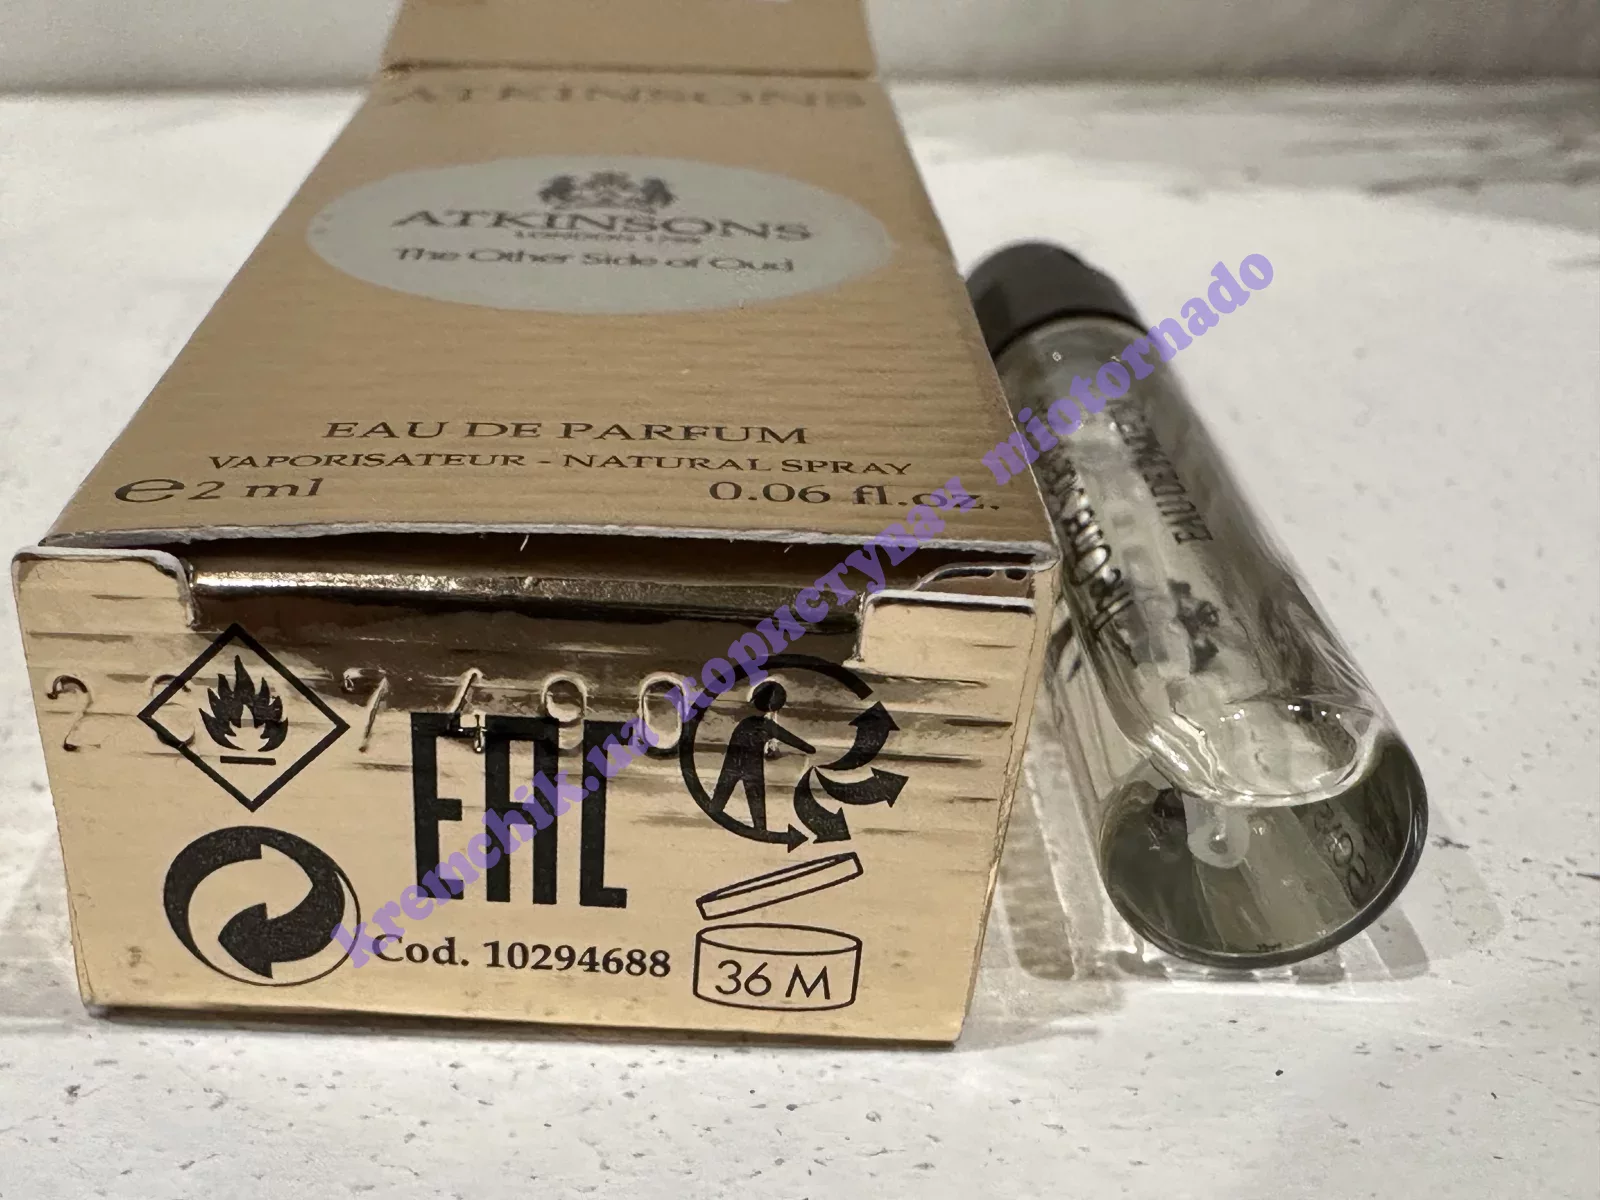 ATKINSONS
ATKINSONS
LONDON 1799
The Other Side of Oud
EAU DE PARFUM
VAPORISATEUR - NATURAL SPRAY
e 2 ml 0.06 fl.oz.
EAC
Cod. 10294688
36 M
EAU DE
kremchik.ua користувач miotornado